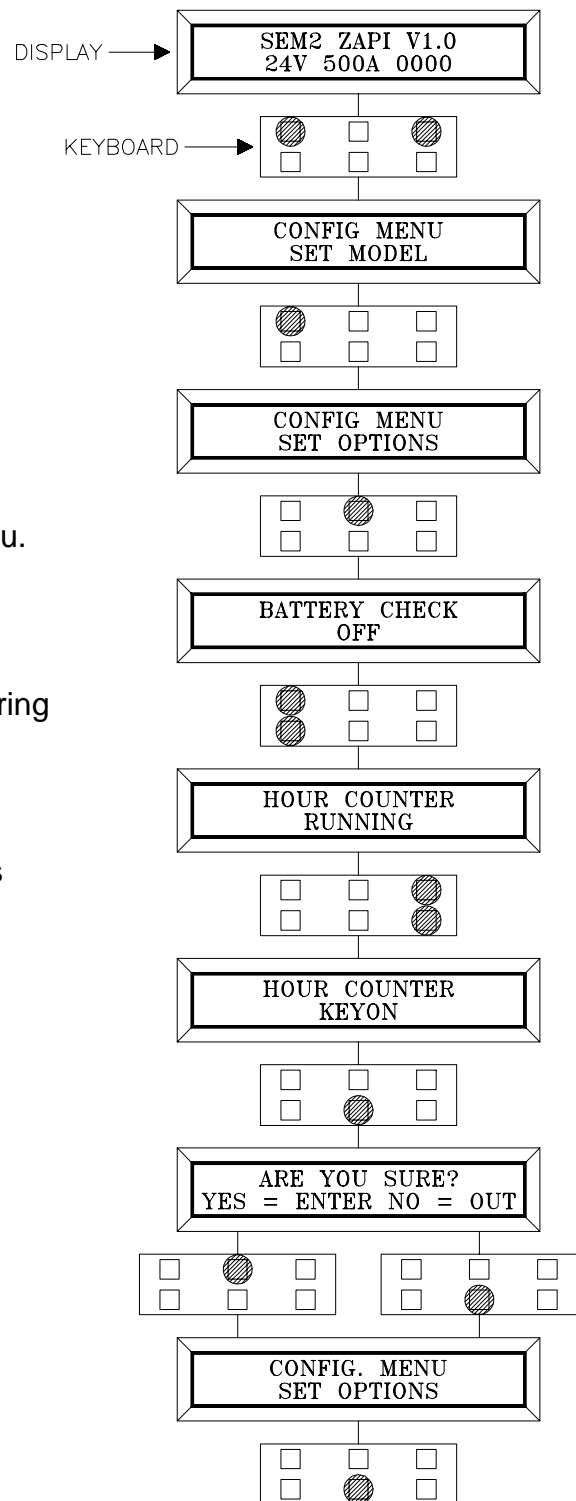 DISPLAY
SEM2 ZAPI V1.0
24V 500A 0000
KEYBOARD
CONFIG MENU
SET MODEL
CONFIG MENU
SET OPTIONS
u.
BATTERY CHECK
OFF
ring
HOUR COUNTER
RUNNING
s
HOUR COUNTER
KEYON
ARE YOU SURE?
YES = ENTER NO = OUT
CONFIG. MENU
SET OPTIONS